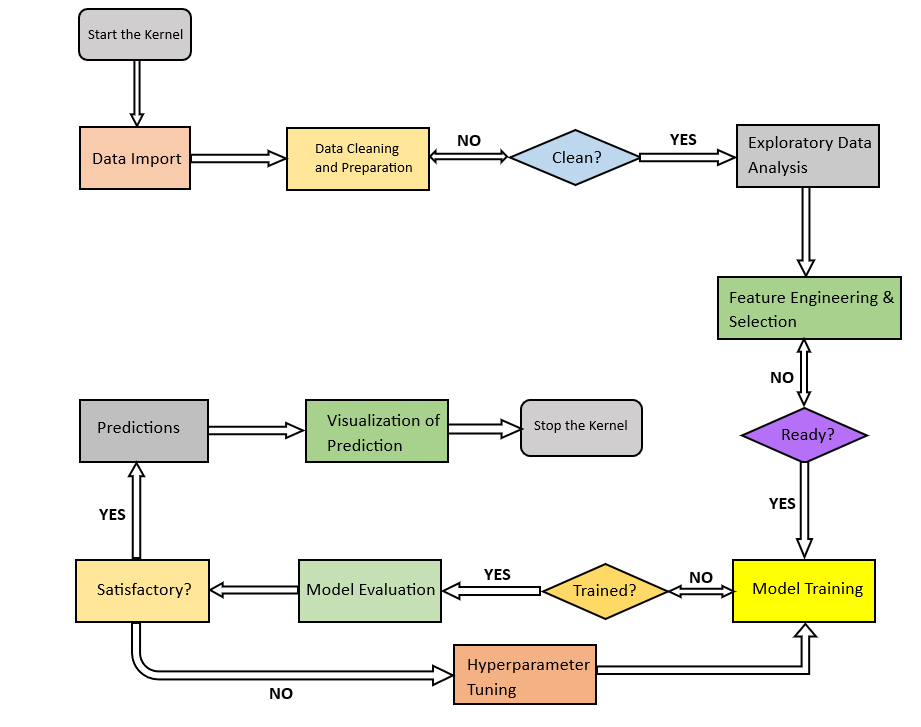 Start the Kernel
Data Import
Data Cleaning
and Preparation
NO
Clean?
YES
Exploratory Data
Analysis
Feature Engineering &
Selection
NO
Ready?
YES
Model Training
NO
Trained?
YES
Model Evaluation
Satisfactory?
NO
Hyperparameter
Tuning
YES
Predictions
Visualization of
Prediction
Stop the Kernel